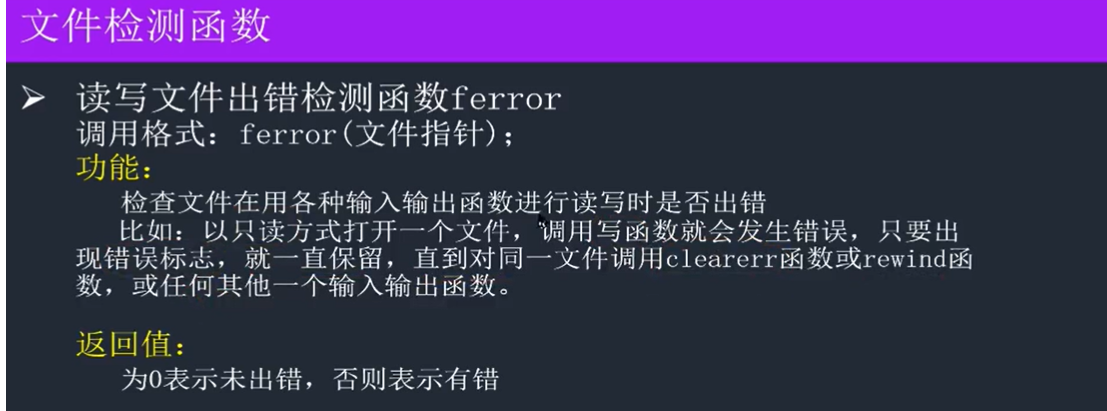 文件检测函数
➤ 读写文件出错检测函数ferror
调用格式：ferror(文件指针);
功能：
检查文件在用各种输入输出函数进行读写时是否出错
比如：以只读方式打开一个文件，调用写函数就会发生错误，只要出
现错误标志，就一直保留，直到对同一文件调用clearerr函数或rewind函
数，或任何其他一个输入输出函数。
返回值：
为0表示未出错，否则表示有错